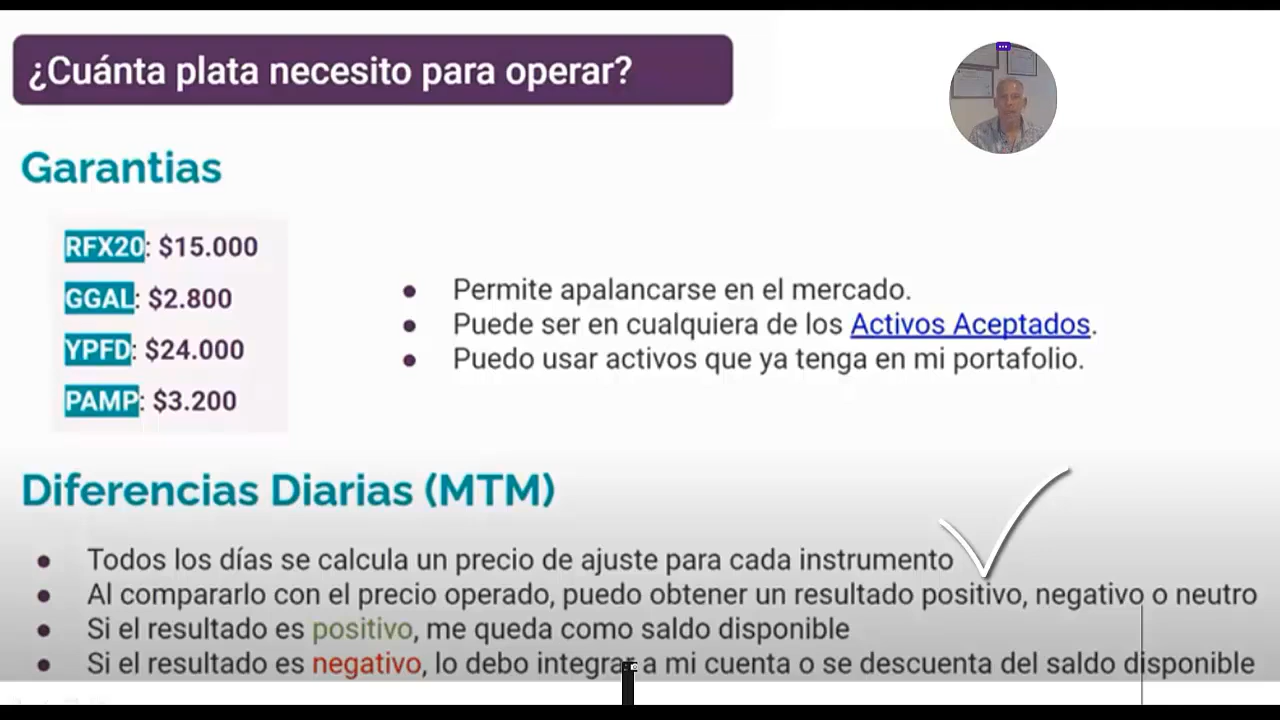 ¿Cuánta plata necesito para operar?
Garantias
RFX20: $15.000
GGAL: $2.800
YPFD: $24.000
PAMP: $3.200
● Permite apalancarse en el mercado.
● Puede ser en cualquiera de los Activos Aceptados.
● Puedo usar activos que ya tenga en mi portafolio.
Diferencias Diarias (MTM)
● Todos los días se calcula un precio de ajuste para cada instrumento
● Al compararlo con el precio operado, puedo obtener un resultado positivo, negativo o neutro
● Si el resultado es positivo, me queda como saldo disponible
● Si el resultado es negativo, lo debo integrar a mi cuenta o se descuenta del saldo disponible